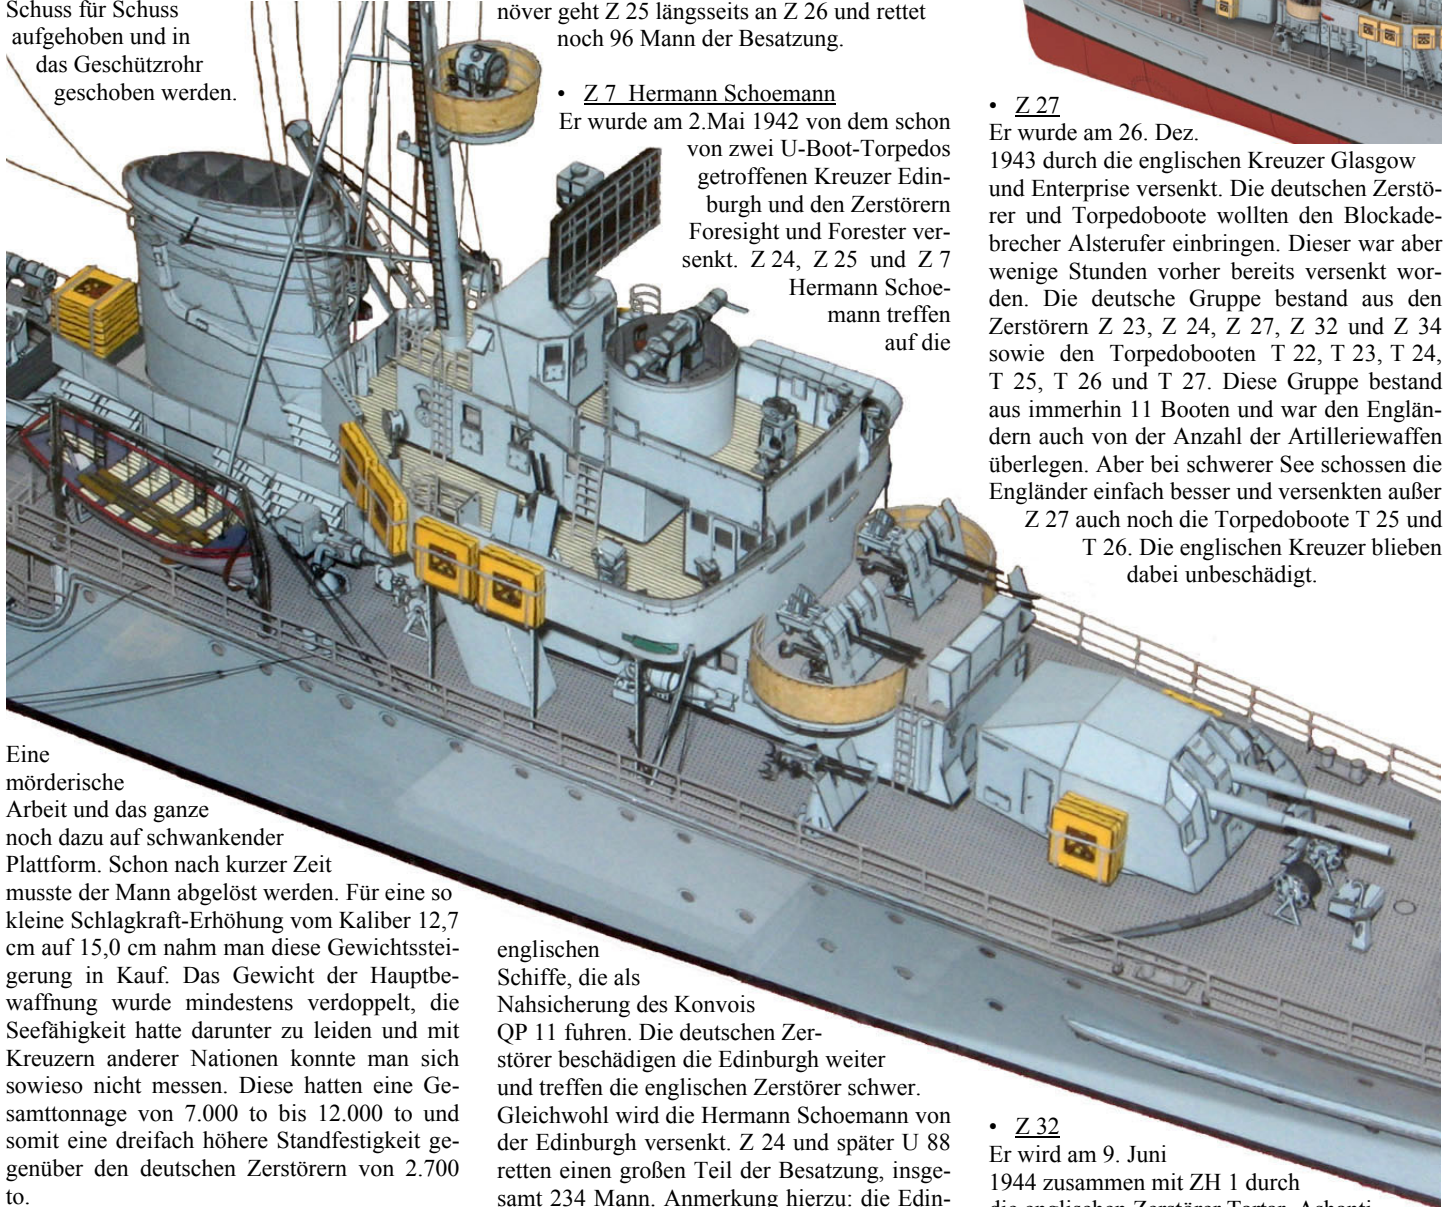 Schuss für Schuss
aufgehoben und in
das Geschützrohr
geschoben werden.
Eine
mörderische
Arbeit und das ganze
noch dazu auf schwankender
Plattform. Schon nach kurzer Zeit
musste der Mann abgelöst werden. Für eine so
kleine Schlagkraft-Erhöhung vom Kaliber 12,7
cm auf 15,0 cm nahm man diese Gewichtsstei-
gerung in Kauf. Das Gewicht der Hauptbe-
waffnung wurde mindestens verdoppelt, die
Seefähigkeit hatte darunter zu leiden und mit
Kreuzern anderer Nationen konnte man sich
sowieso nicht messen. Diese hatten eine Ge-
samttonnage von 7.000 to bis 12.000 to und
somit eine dreifach höhere Standfestigkeit ge-
genüber den deutschen Zerstörern von 2.700
to.
növer geht Z 25 längsseits an Z 26 und rettet
noch 96 Mann der Besatzung.
• Z 7 Hermann Schoemann
Er wurde am 2.Mai 1942 von dem schon
von zwei U-Boot-Torpedos
getroffenen Kreuzer Edin-
burgh und den Zerstörern
Foresight und Forester ver-
senkt. Z 24, Z 25 und Z 7
Hermann Schoe-
mann treffen
auf die
englischen
Schiffe, die als
Nahsicherung des Konvois
QP 11 fuhren. Die deutschen Zer-
störer beschädigen die Edinburgh weiter
und treffen die englischen Zerstörer schwer.
Gleichwohl wird die Hermann Schoemann von
der Edinburgh versenkt. Z 24 und später U 88
retten einen großen Teil der Besatzung, insge-
samt 234 Mann. Anmerkung hierzu: die Edin-
• Z 27
Er wurde am 26. Dez.
1943 durch die englischen Kreuzer Glasgow
und Enterprise versenkt. Die deutschen Zerstö-
rer und Torpedoboote wollten den Blockade-
brecher Alsterufer einbringen. Dieser war aber
wenige Stunden vorher bereits versenkt wor-
den. Die deutsche Gruppe bestand aus den
Zerstörern Z 23, Z 24, Z 27, Z 32 und Z 34
sowie den Torpedobooten T 22, T 23, T 24,
T 25, T 26 und T 27. Diese Gruppe bestand
aus immerhin 11 Booten und war den Englän-
dern auch von der Anzahl der Artilleriewaffen
überlegen. Aber bei schwerer See schossen die
Engländer einfach besser und versenkten außer
Z 27 auch noch die Torpedoboote T 25 und
T 26. Die englischen Kreuzer blieben
dabei unbeschädigt.
• Z 32
Er wird am 9. Juni
1944 zusammen mit ZH 1 durch
die englischen Zerstörer Tartar, Ashanti